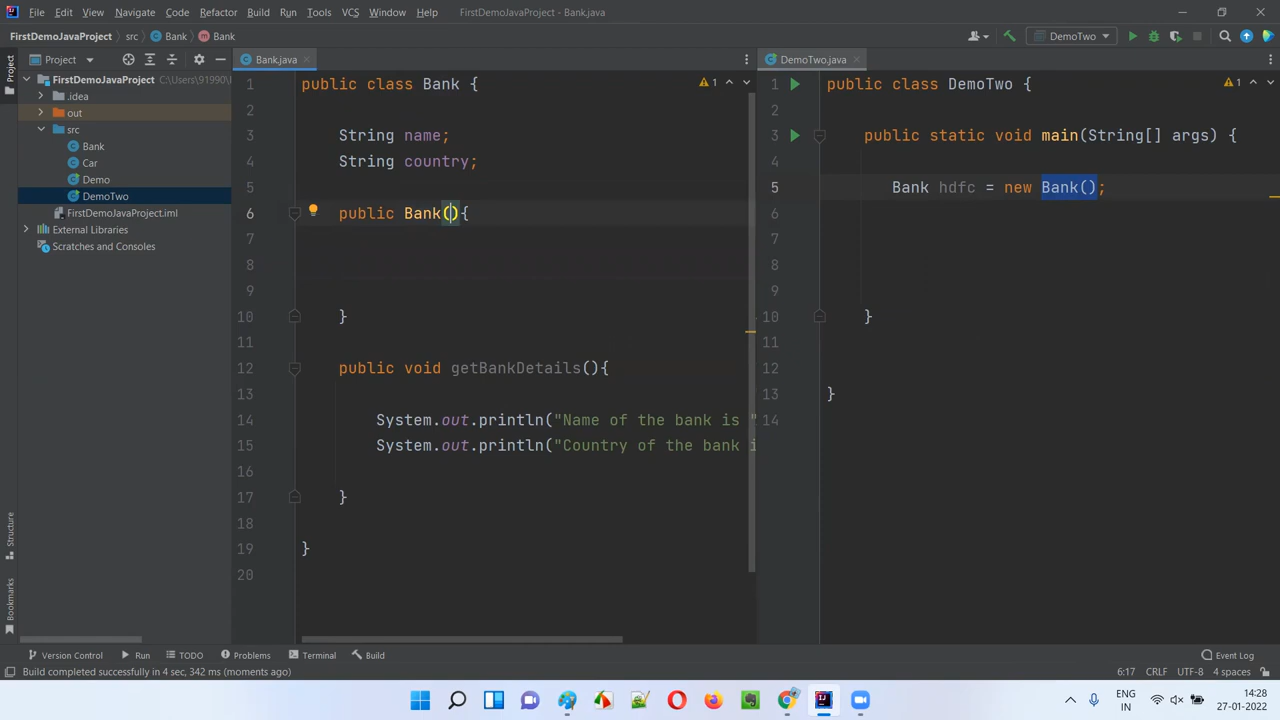 File Edit View Navigate Code Refactor Build Run Tools VCS Window Help FirstDemoJavaProject - Bank.java
FirstDemoJavaProject src Bank Bank DemoTwo
Project
Project
Bank.java
DemoTwo.java
FirstDemoJavaProject C:\Users\91990\
.idea
out
src
Bank
Car
Demo
DemoTwo
FirstDemoJavaProject.iml
External Libraries
Scratches and Consoles
1 public class Bank { 1
2
3 String name;
4 String country;
5
6 public Bank(){
7
8
9
10 }
11
12 public void getBankDetails(){
13
14 System.out.println("Name of the bank is "
15 System.out.println("Country of the bank i
16
17 }
18
19 }
20
1 public class DemoTwo { 1
2
3 public static void main(String[] args) {
4
5 Bank hdfc = new Bank();
6
7
8
9
10 }
11
12
13 }
14
Structure
Bookmarks
Version Control Run TODO Problems Terminal Build Event Log
Build completed successfully in 4 sec, 342 ms (moments ago) 6:17 CRLF UTF-8 4 spaces
ENG
IN
14:28
27-01-2022